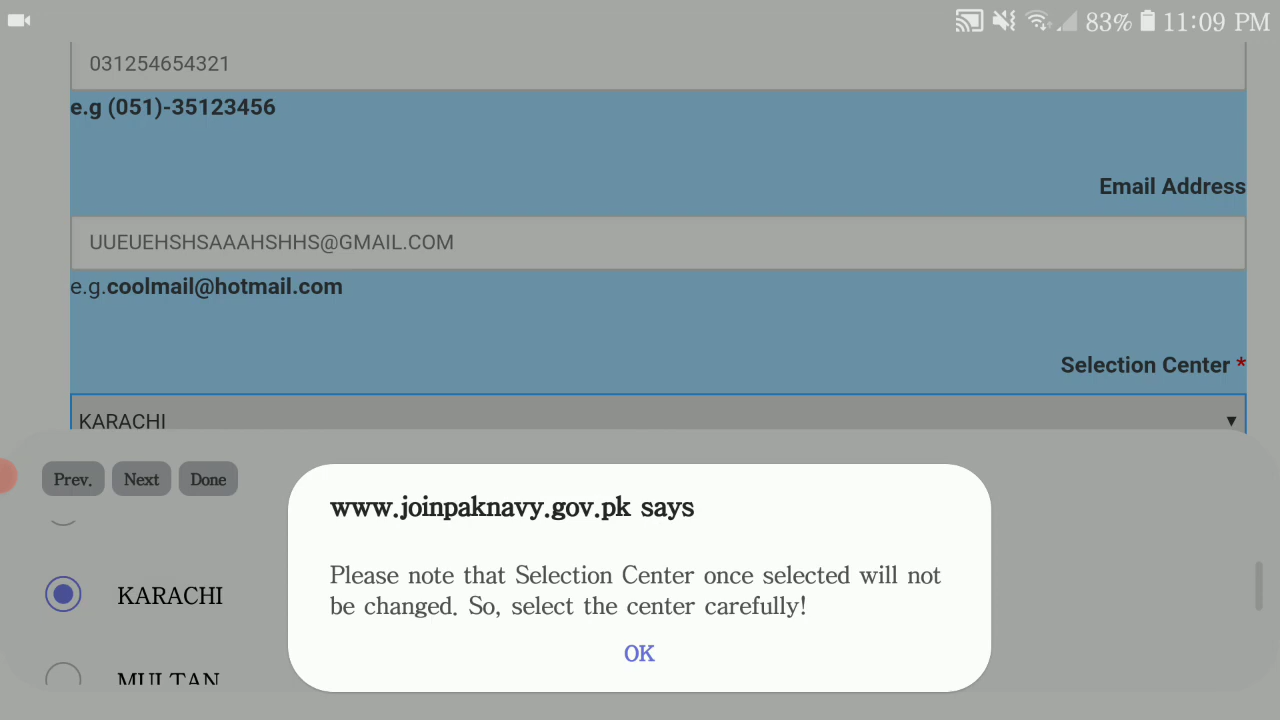 83% 11:09 PM
031254654321
e.g (051)-35123456
Email Address
UUEUEHSHSAAAHSHHS@GMAIL.COM
e.g.coolmail@hotmail.com
Selection Center *
KARACHI
Prev. Next Done
www.joinpaknavy.gov.pk says
Please note that Selection Center once selected will not
be changed. So, select the center carefully!
OK
KARACHI
MULTAN